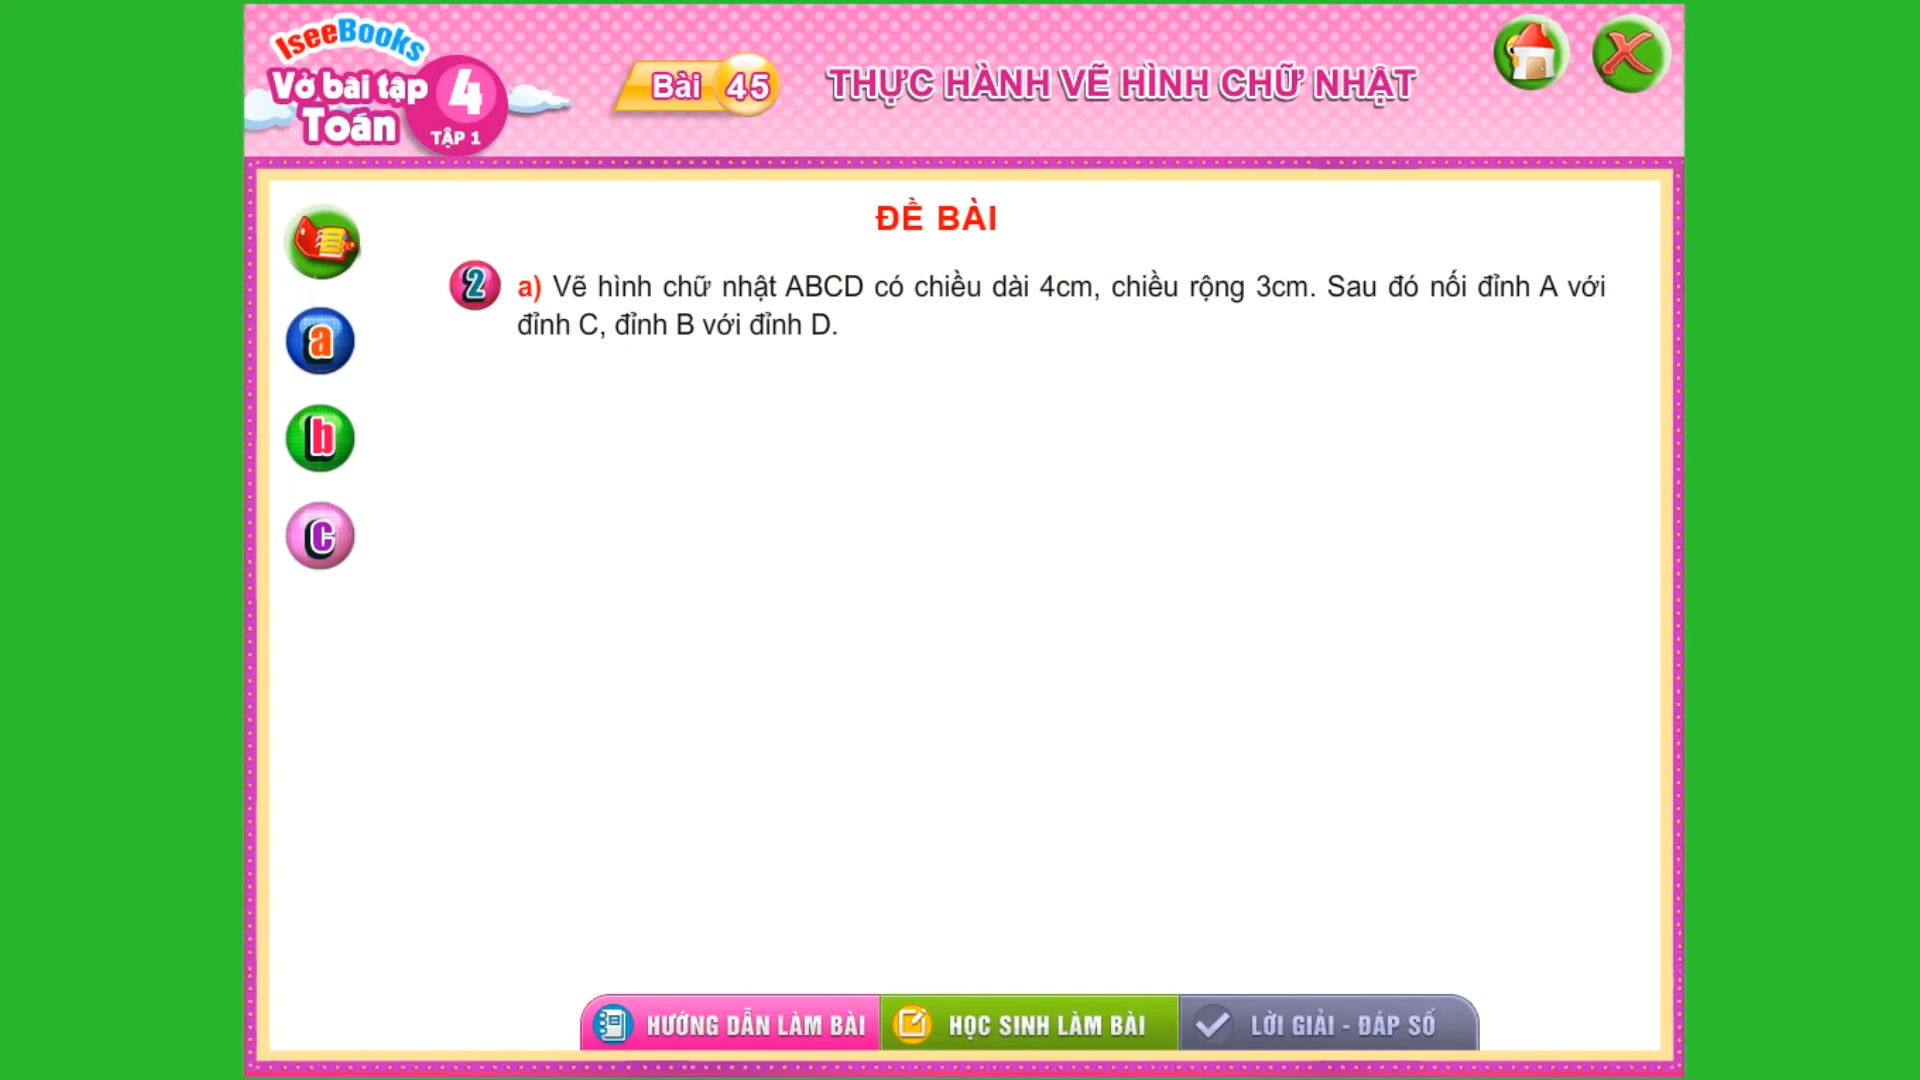 IseeBooks
Vở bài tập
Toán
4
TẬP 1
Bài 45
THỰC HÀNH VẼ HÌNH CHỮ NHẬT
ĐỀ BÀI
2 a) Vẽ hình chữ nhật ABCD có chiều dài 4cm, chiều rộng 3cm. Sau đó nối đỉnh A với
đỉnh C, đỉnh B với đỉnh D.
a
b
c
HƯỚNG DẪN LÀM BÀI
HỌC SINH LÀM BÀI
LỜI GIẢI - ĐÁP SỐ